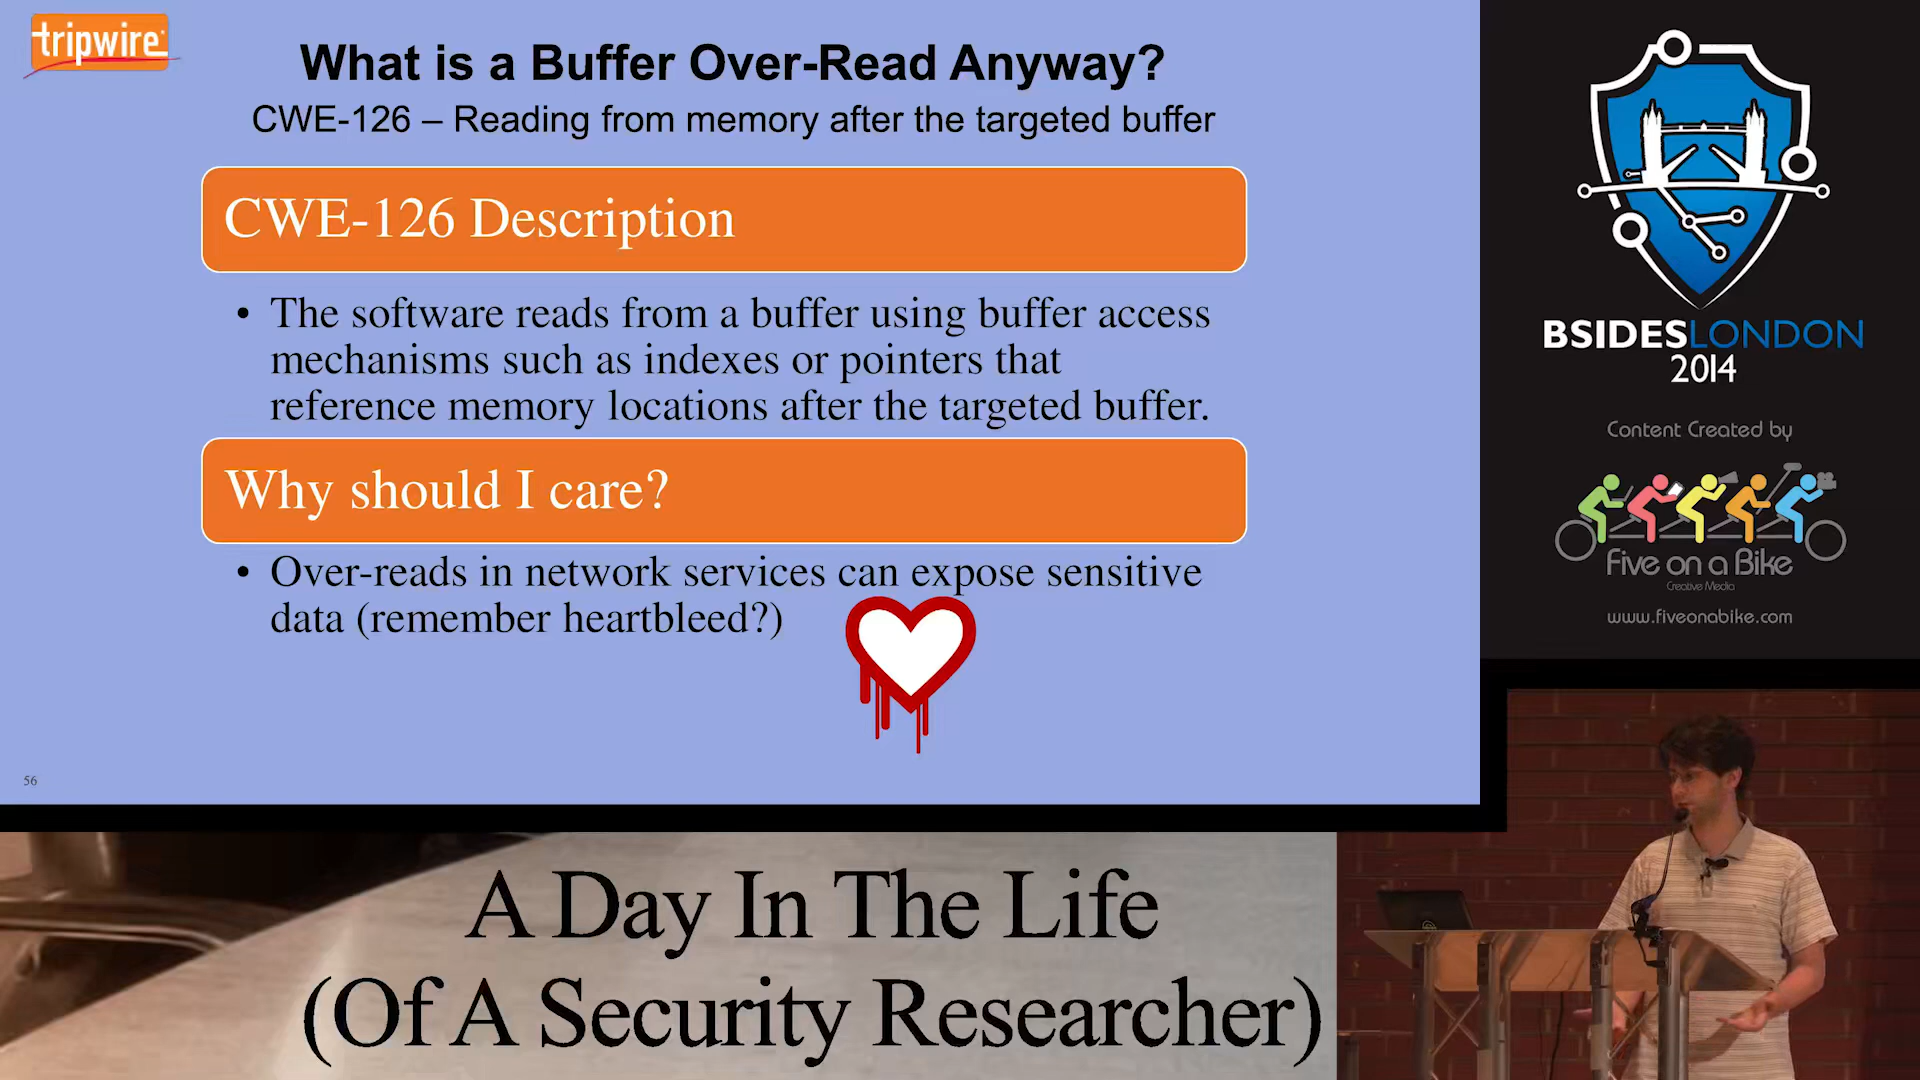 tripwire
What is a Buffer Over-Read Anyway?
CWE-126 – Reading from memory after the targeted buffer
CWE-126 Description
• The software reads from a buffer using buffer access
mechanisms such as indexes or pointers that
reference memory locations after the targeted buffer.
Why should I care?
• Over-reads in network services can expose sensitive
data (remember heartbleed?)
56
BSIDESLONDON
2014
Content Created by
Five on a Bike
Creative Media
www.fiveonabike.com
A Day In The Life
(Of A Security Researcher)